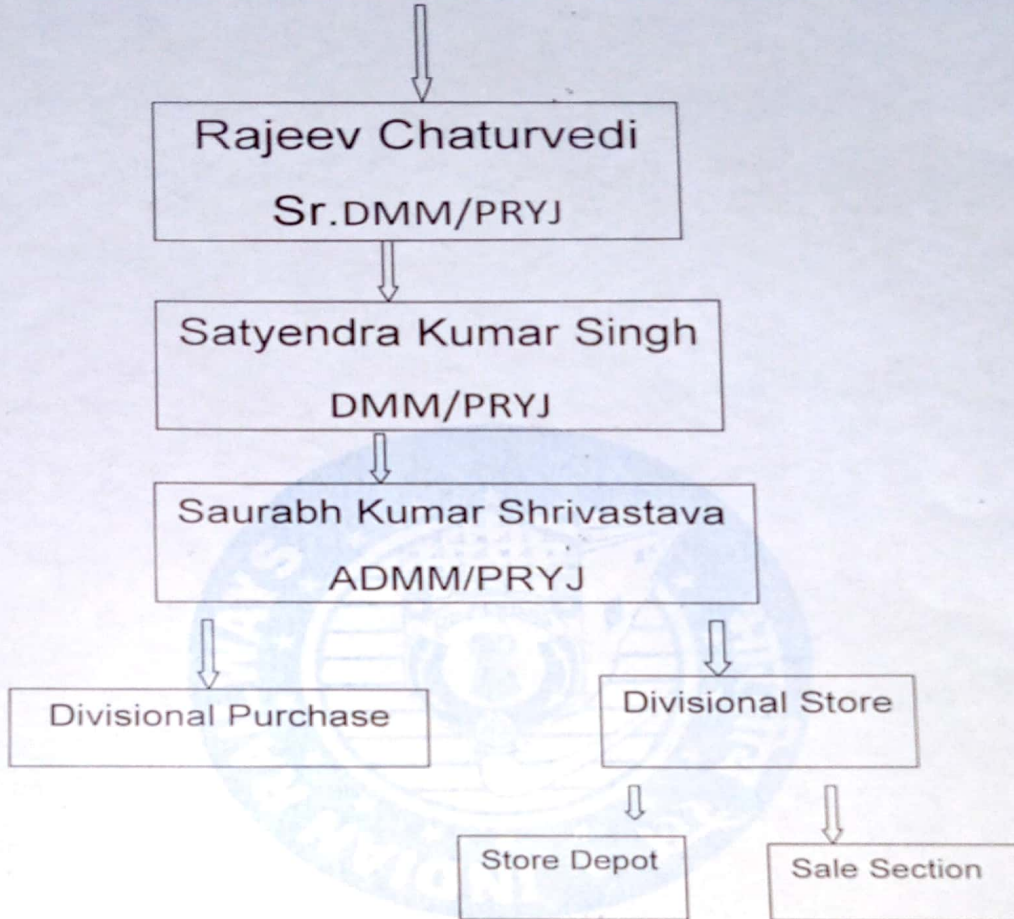 Rajeev Chaturvedi
Sr.DMM/PRYJ
Satyendra Kumar Singh
DMM/PRYJ
Saurabh Kumar Shrivastava
ADMM/PRYJ
Divisional Purchase
Divisional Store
Store Depot
Sale Section